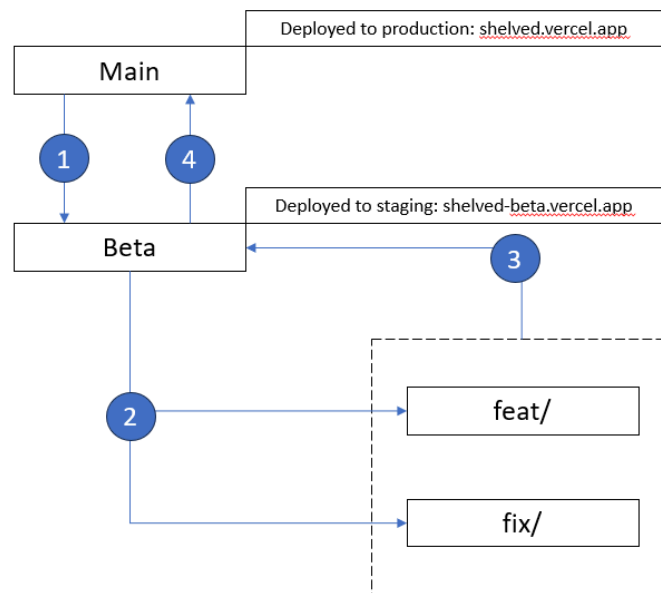 Deployed to production: shelved.vercel.app
Main
1
4
Deployed to staging: shelved-beta.vercel.app
Beta
3
2
feat/
fix/